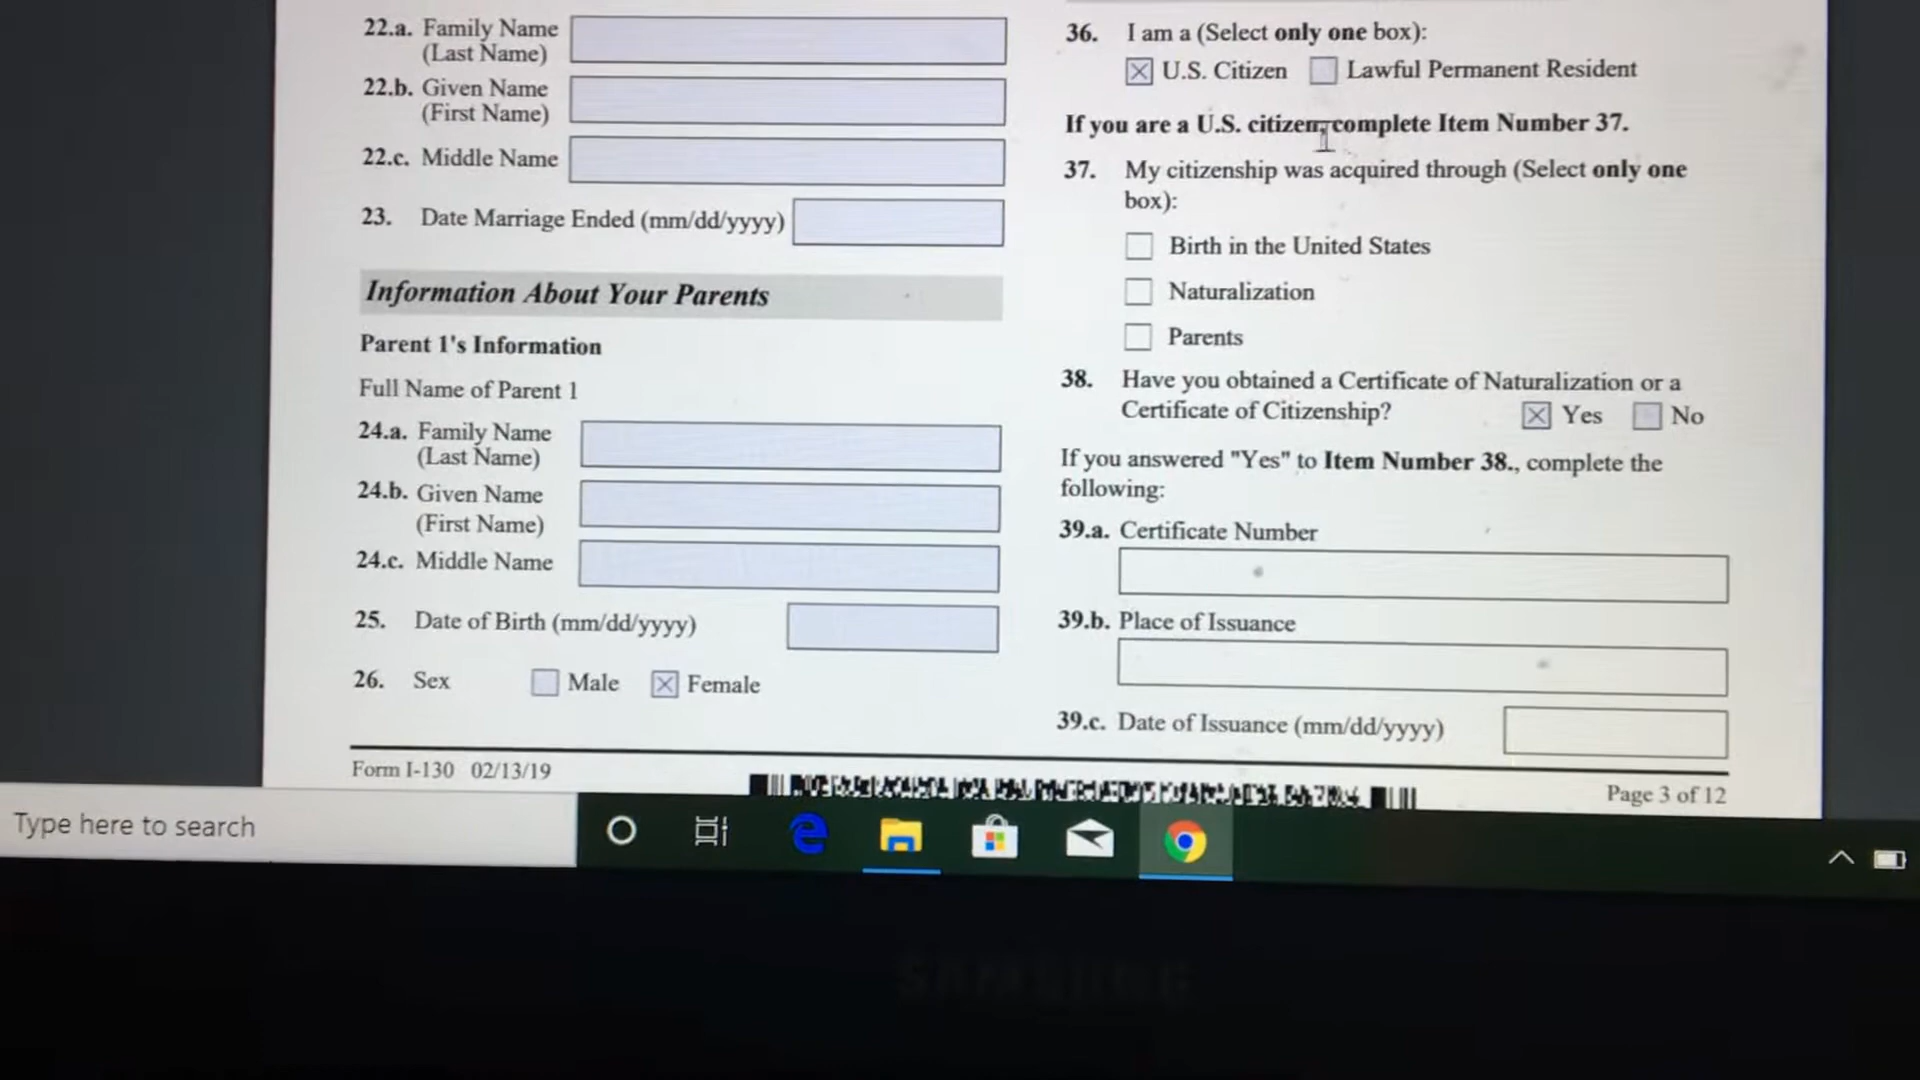 22.a. Family Name
(Last Name)
22.b. Given Name
(First Name)
22.c. Middle Name
23. Date Marriage Ended (mm/dd/yyyy)
Information About Your Parents
Parent 1's Information
Full Name of Parent 1
24.a. Family Name
(Last Name)
24.b. Given Name
(First Name)
24.c. Middle Name
25. Date of Birth (mm/dd/yyyy)
26. Sex Male Female
36. I am a (Select only one box):
U.S. Citizen Lawful Permanent Resident
If you are a U.S. citizen, complete Item Number 37.
37. My citizenship was acquired through (Select only one
box):
Birth in the United States
Naturalization
Parents
38. Have you obtained a Certificate of Naturalization or a
Certificate of Citizenship? Yes No
If you answered "Yes" to Item Number 38., complete the
following:
39.a. Certificate Number
39.b. Place of Issuance
39.c. Date of Issuance (mm/dd/yyyy)
Form I-130 02/13/19
Page 3 of 12
Type here to search
SAMSUNG